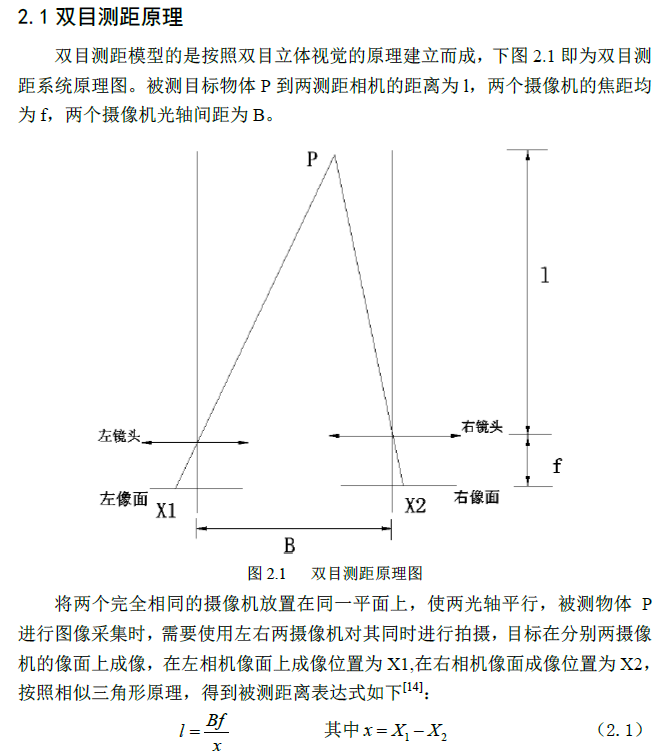 2.1 双目测距原理
双目测距模型的是按照双目立体视觉的原理建立而成，下图 2.1 即为双目测
距系统原理图。被测目标物体 P 到两测距相机的距离为 l，两个摄像机的焦距均
为 f，两个摄像机光轴间距为 B。
P
l
左镜头
右镜头
f
左像面
X1
X2
右像面
B
图 2.1 双目测距原理图
将两个完全相同的摄像机放置在同一平面上，使两光轴平行，被测物体 P
进行图像采集时，需要使用左右两摄像机对其同时进行拍摄，目标在分别两摄像
机的像面上成像，在左相机像面上成像位置为 X1,在右相机像面成像位置为 X2，
按照相似三角形原理，得到被测距离表达式如下[14]：
l = Bf / x 其中 x = X₁ − X₂ （2.1）